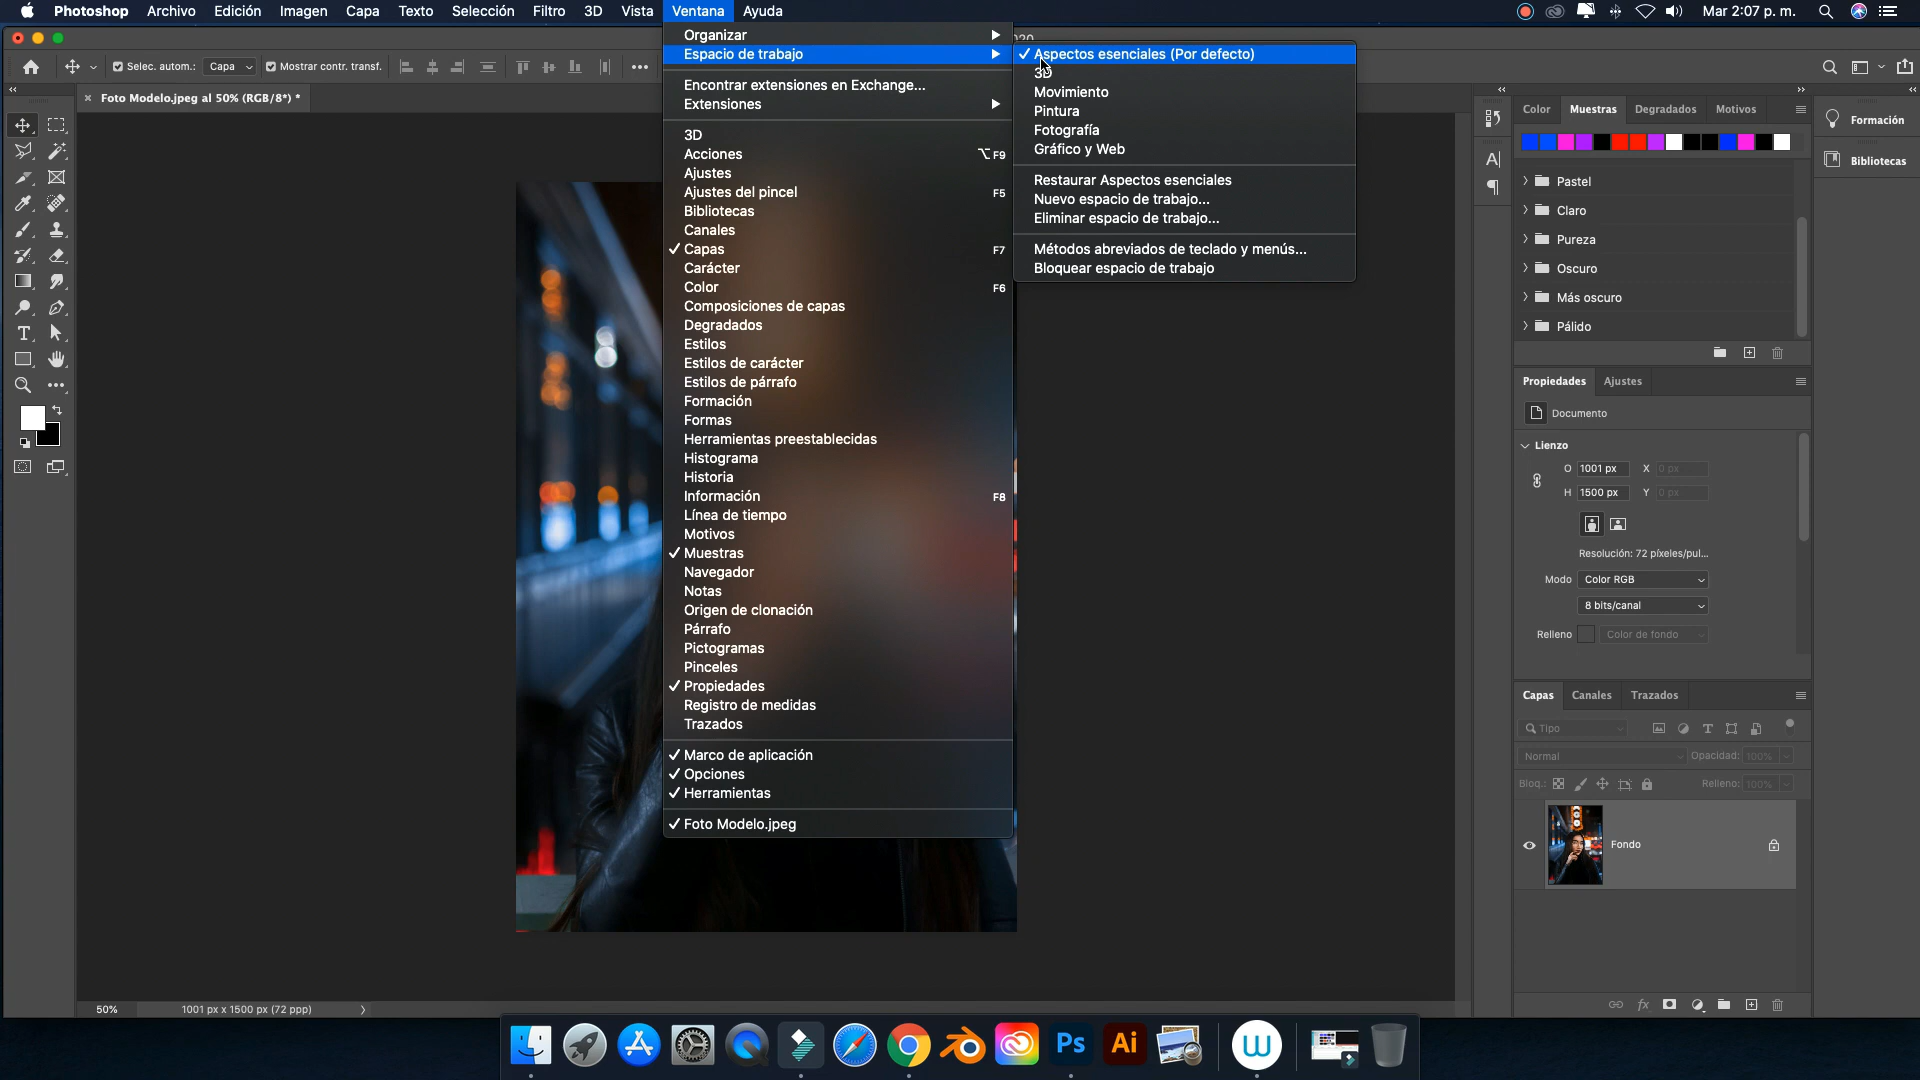 Photoshop Archivo Edición Imagen Capa Texto Selección Filtro 3D Vista Ventana Ayuda Mar 2:07 p. m.
Selec. autom.: Capa Mostrar contr. transf.
Foto Modelo.jpeg al 50% (RGB/8*) *
Organizar
Espacio de trabajo
Encontrar extensiones en Exchange...
Extensiones
3D
Acciones ⌥F9
Ajustes
Ajustes del pincel F5
Bibliotecas
Canales
✓ Capas F7
Carácter
Color F6
Composiciones de capas
Degradados
Estilos
Estilos de carácter
Estilos de párrafo
Formación
Formas
Herramientas preestablecidas
Histograma
Historia
Información F8
Línea de tiempo
Motivos
✓ Muestras
Navegador
Notas
Origen de clonación
Párrafo
Pictogramas
Pinceles
✓ Propiedades
Registro de medidas
Trazados
✓ Marco de aplicación
✓ Opciones
✓ Herramientas
✓ Foto Modelo.jpeg
✓ Aspectos esenciales (Por defecto)
3D
Movimiento
Pintura
Fotografía
Gráfico y Web
Restaurar Aspectos esenciales
Nuevo espacio de trabajo...
Eliminar espacio de trabajo...
Métodos abreviados de teclado y menús...
Bloquear espacio de trabajo
Color Muestras Degradados Motivos
Pastel
Claro
Pureza
Oscuro
Más oscuro
Pálido
Formación
Bibliotecas
Propiedades Ajustes
Documento
Lienzo
O 1001 px X 0 px
H 1500 px Y 0 px
Resolución: 72 píxeles/pul...
Modo Color RGB
8 bits/canal
Relleno Color de fondo
Capas Canales Trazados
Tipo
Normal Opacidad: 100%
Bloq.: Relleno: 100%
Fondo
50% 1001 px x 1500 px (72 ppp)
Ps Ai